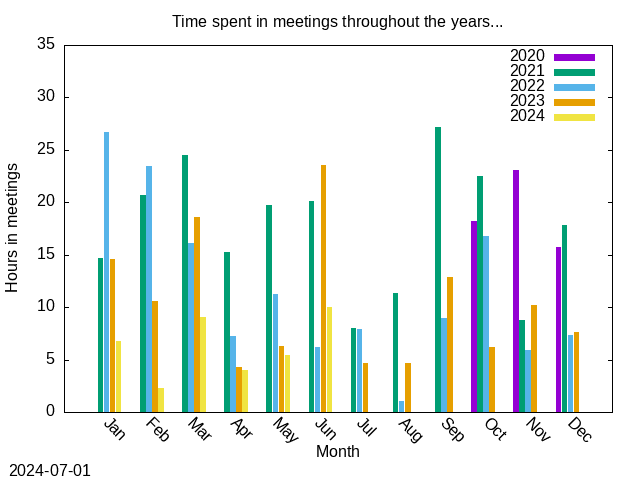 Time spent in meetings throughout the years...
35
30
25
20
15
10
5
0
Hours in meetings
2020
2021
2022
2023
2024
Jan
Feb
Mar
Apr
May
Jun
Jul
Aug
Sep
Oct
Nov
Dec
Month
2024-07-01